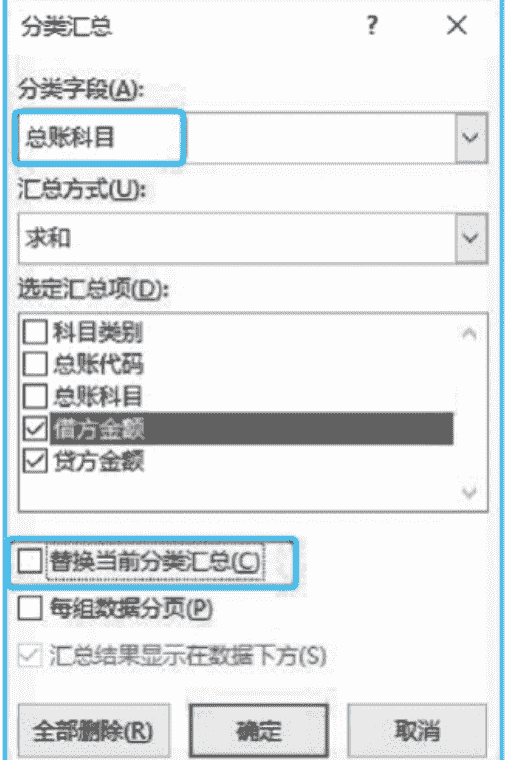 分类汇总 ?
分类字段(A):
总账科目
汇总方式(U):
求和
选定汇总项(D):
科目类别
总账代码
总账科目
借方金额
贷方金额
替换当前分类汇总(C)
每组数据分页(P)
汇总结果显示在数据下方(S)
全部删除(R) 确定 取消